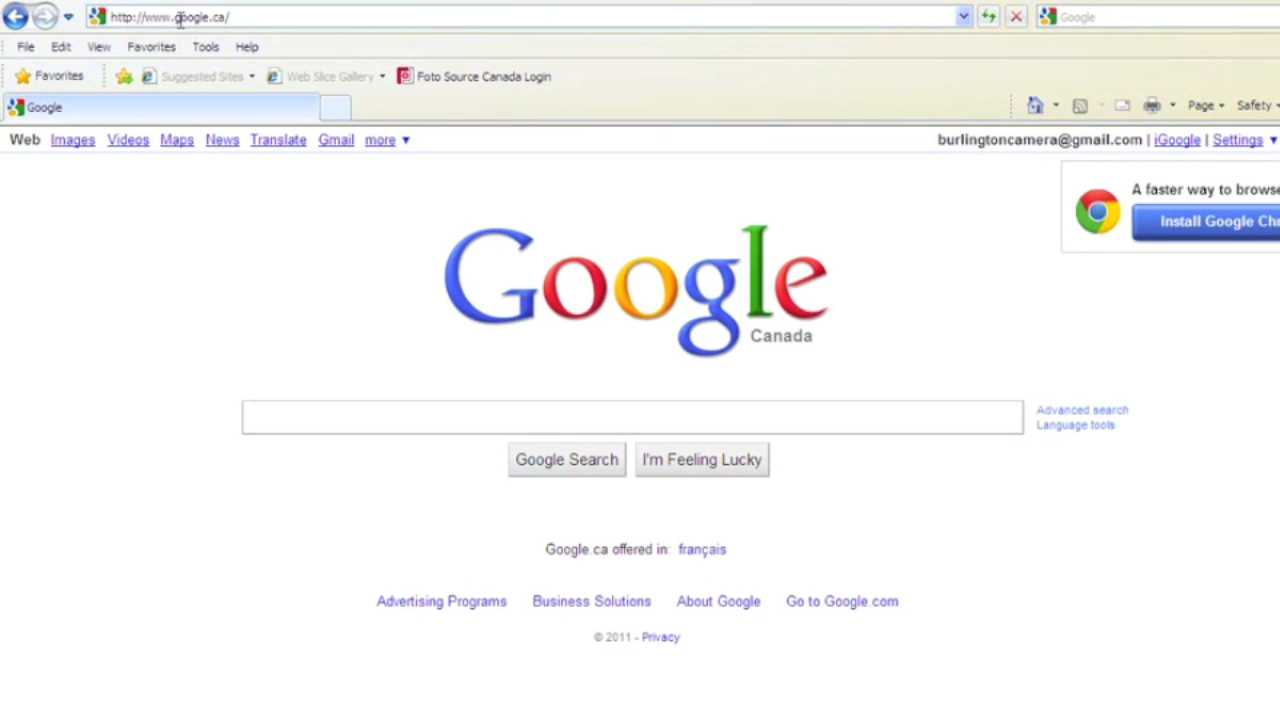 http://www.google.ca/
Google
File Edit View Favorites Tools Help
Favorites Suggested Sites Web Slice Gallery Foto Source Canada Login
Google Page Safety
Web Images Videos Maps News Translate Gmail more burlingtoncamera@gmail.com | iGoogle | Settings
A faster way to browse
Install Google Chr
Google
Canada
Advanced search
Language tools
Google Search I'm Feeling Lucky
Google.ca offered in: français
Advertising Programs Business Solutions About Google Go to Google.com
© 2011 - Privacy